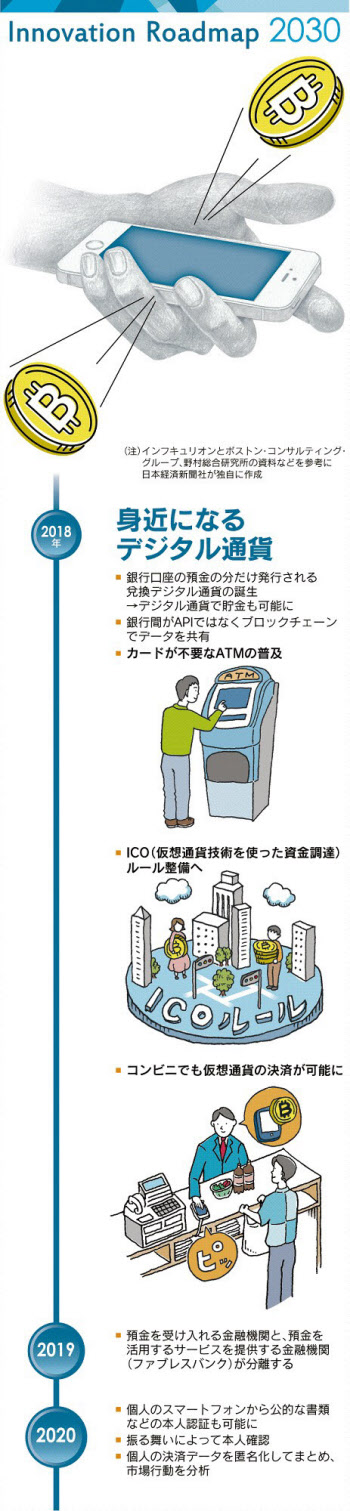 Innovation Roadmap 2030
(注)インフキュリオンとボストン・コンサルティング・
グループ、野村総合研究所の資料などを参考に
日本経済新聞社が独自に作成
2018
年
身近になる
デジタル通貨
銀行口座の預金の分だけ発行される
兌換デジタル通貨の誕生
→デジタル通貨で貯金も可能に
銀行間がAPIではなくブロックチェーン
でデータを共有
カードが不要なATMの普及
ATM
ICO(仮想通貨技術を使った資金調達)
ルール整備へ
ICOルール
コンビニでも仮想通貨の決済が可能に
ピッ
2019
預金を受け入れる金融機関と、預金を
活用するサービスを提供する金融機関
(ファブレスバンク)が分離する
2020
個人のスマートフォンから公的な書類
などの本人認証も可能に
振る舞いによって本人確認
個人の決済データを匿名化してまとめ、
市場行動を分析